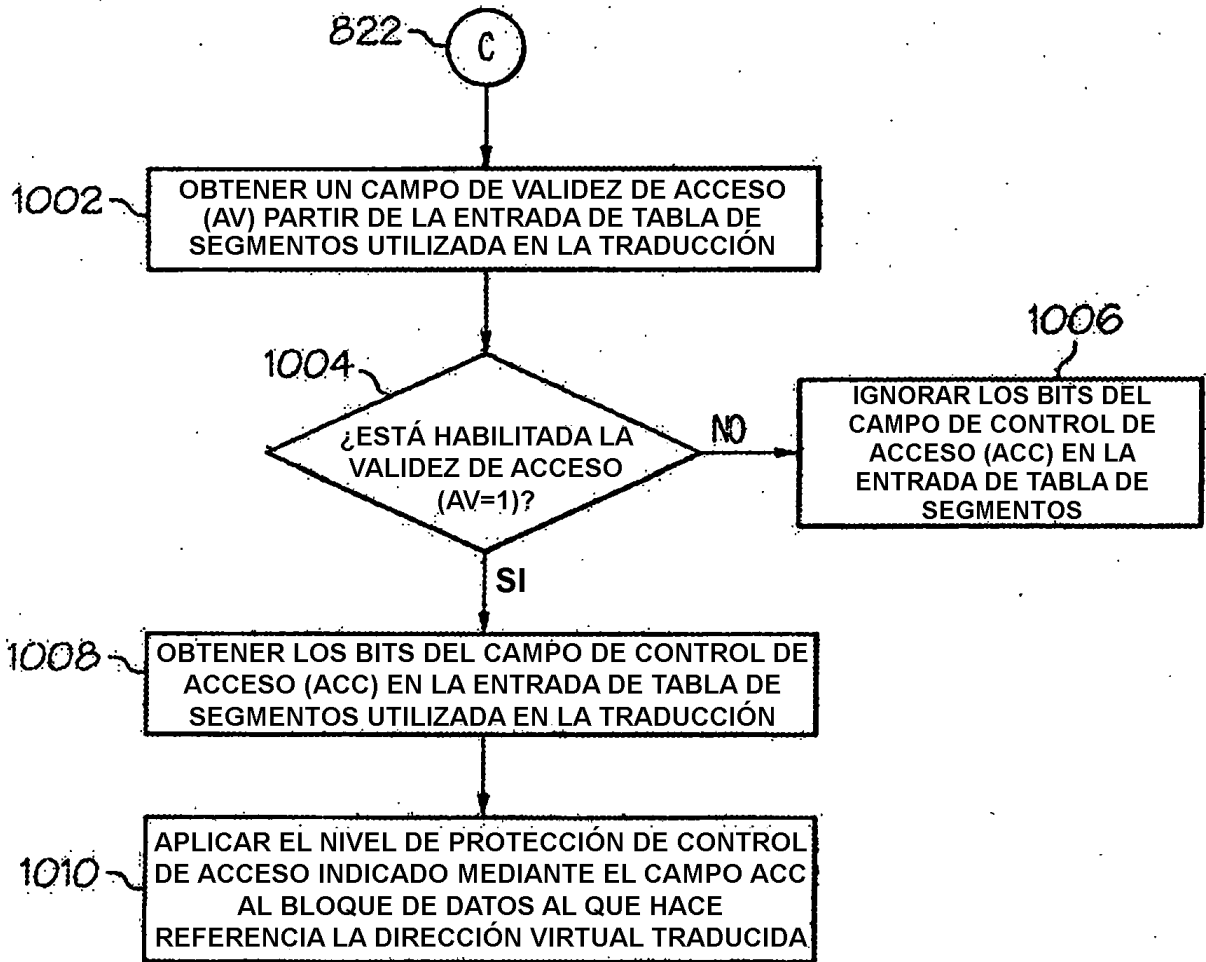 822
C
1002
OBTENER UN CAMPO DE VALIDEZ DE ACCESO
(AV) PARTIR DE LA ENTRADA DE TABLA DE
SEGMENTOS UTILIZADA EN LA TRADUCCIÓN
1004
¿ESTÁ HABILITADA LA
VALIDEZ DE ACCESO
(AV=1)?
NO
1006
IGNORAR LOS BITS DEL
CAMPO DE CONTROL DE
ACCESO (ACC) EN LA
ENTRADA DE TABLA DE
SEGMENTOS
SI
1008
OBTENER LOS BITS DEL CAMPO DE CONTROL DE
ACCESO (ACC) EN LA ENTRADA DE TABLA DE
SEGMENTOS UTILIZADA EN LA TRADUCCIÓN
1010
APLICAR EL NIVEL DE PROTECCIÓN DE CONTROL
DE ACCESO INDICADO MEDIANTE EL CAMPO ACC
AL BLOQUE DE DATOS AL QUE HACE
REFERENCIA LA DIRECCIÓN VIRTUAL TRADUCIDA